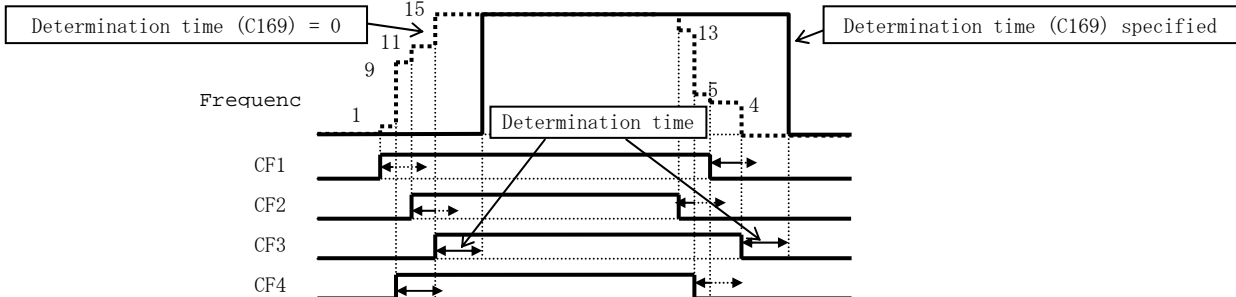 Determination time (C169) = 0
15
11
9
1
13
5
4
Determination time (C169) specified
Frequenc
Determination time
CF1
CF2
CF3
CF4